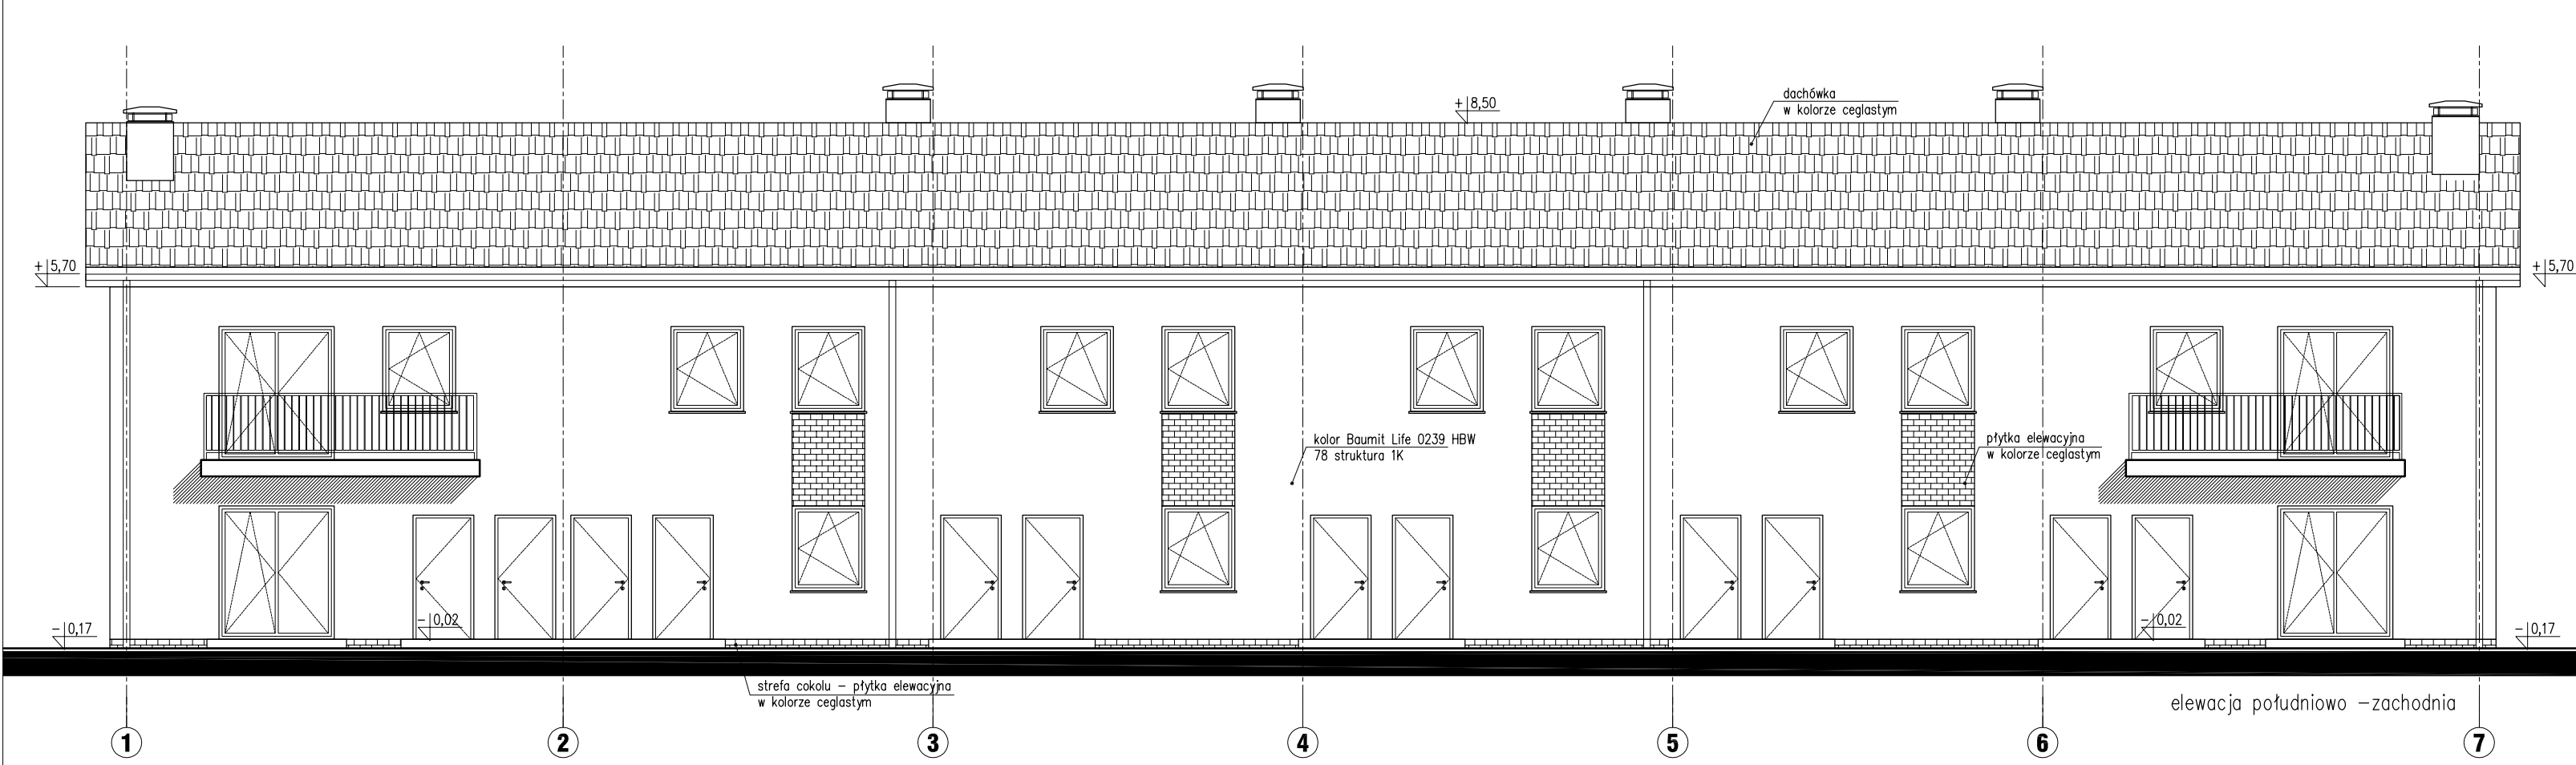 dachówka
w kolorze ceglastym
+8,50
+5,70
+5,70
kolor Baumit Life 0239 HBW
78 struktura 1K
płytka elewacyjna
w kolorze ceglastym
-0,02
-0,02
-0,17
-0,17
strefa cokolu - płytka elewacyjna
w kolorze ceglastym
elewacja południowo -zachodnia
1 2 3 4 5 6 7